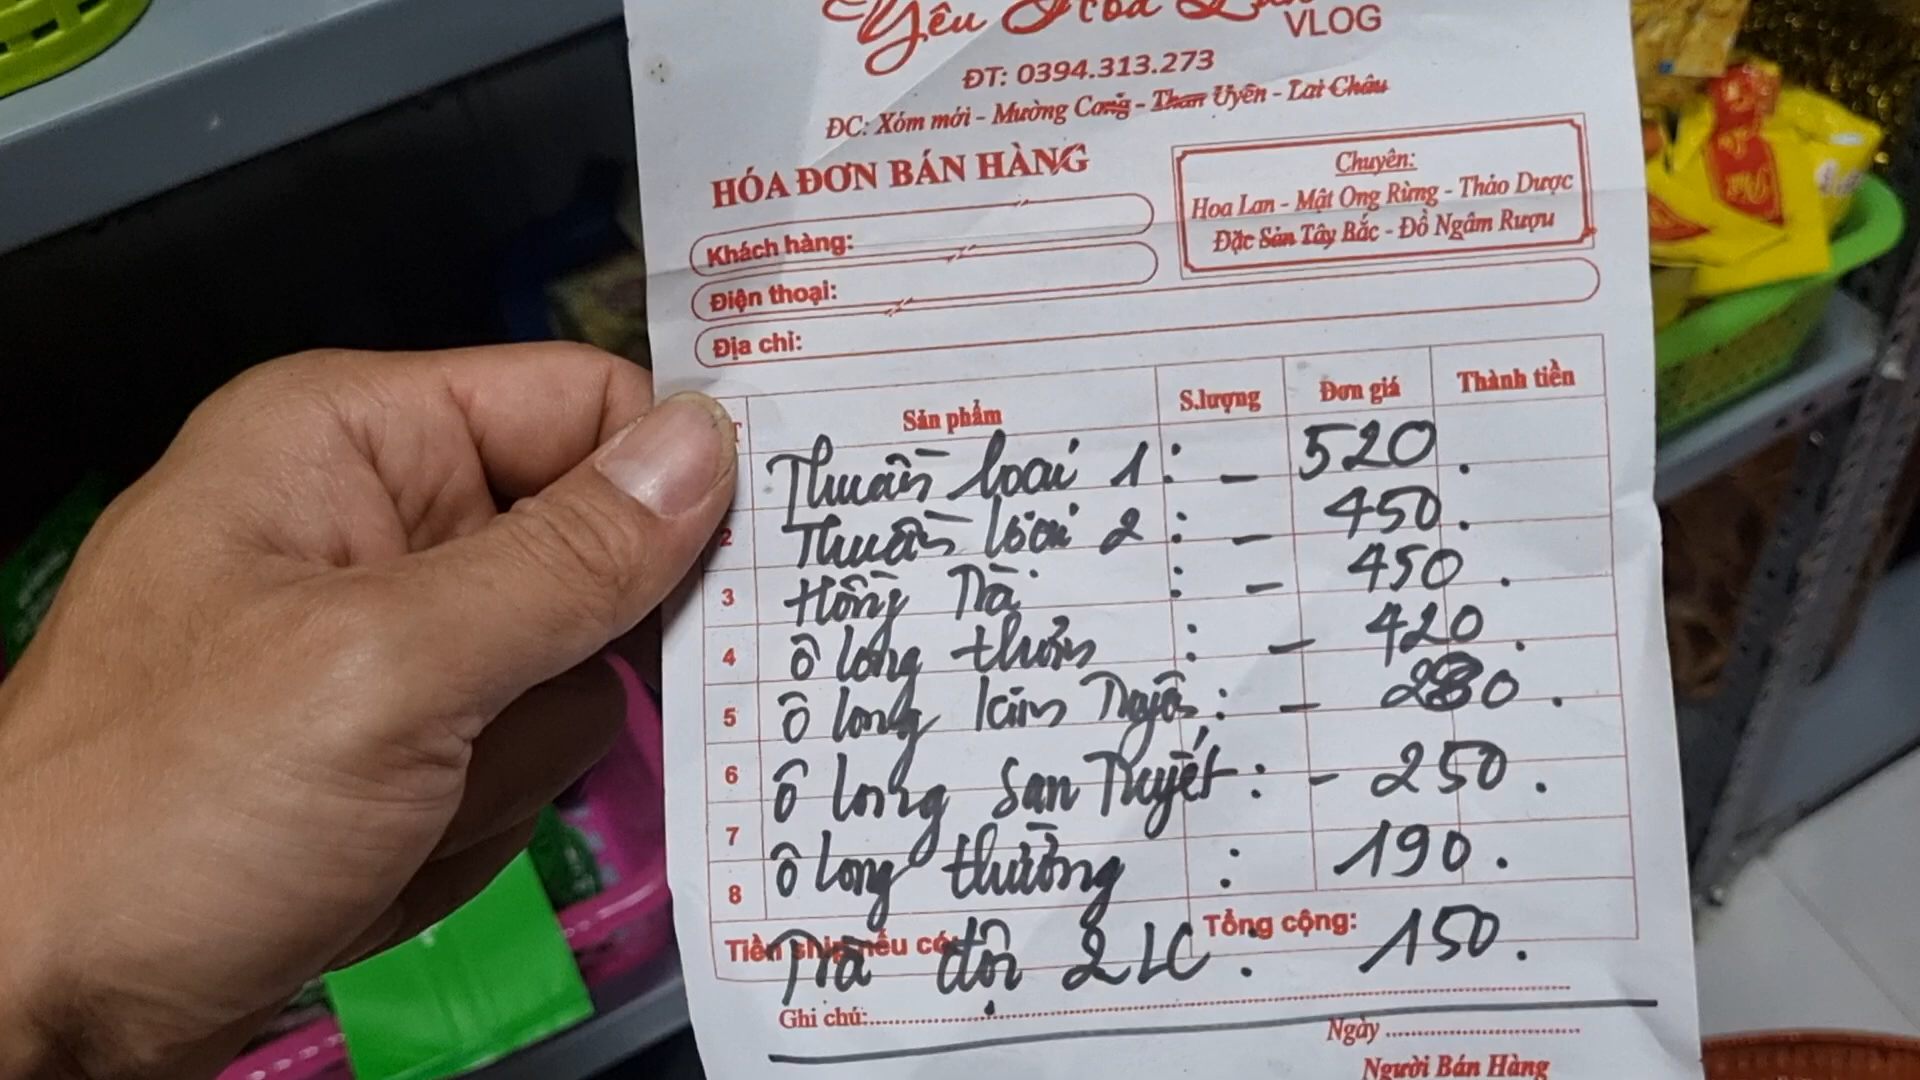 Yêu Hoa Lan
VLOG
ĐT: 0394.313.273
ĐC: Xóm mới - Mường Cang - Than Uyên - Lai Châu
HÓA ĐƠN BÁN HÀNG
Chuyên:
Hoa Lan - Mật Ong Rừng - Thảo Dược
Đặc Sản Tây Bắc - Đồ Ngâm Rượu
Khách hàng:
Điện thoại:
Địa chỉ:
Sản phẩm S.lượng Đơn giá Thành tiền
loại 1: - 520.
2 loại 2: - 450.
3 Hồng Trà : - 450.
4 Ô long : - 420.
5 Ô long kim : - 280.
6 Ô long San Tuyết: - 250.
7 Ô long thường : 190.
8
Tiền ship nếu có: Tổng cộng:
Trà 2LC : 150.
Ghi chú:
Ngày
Người Bán Hàng